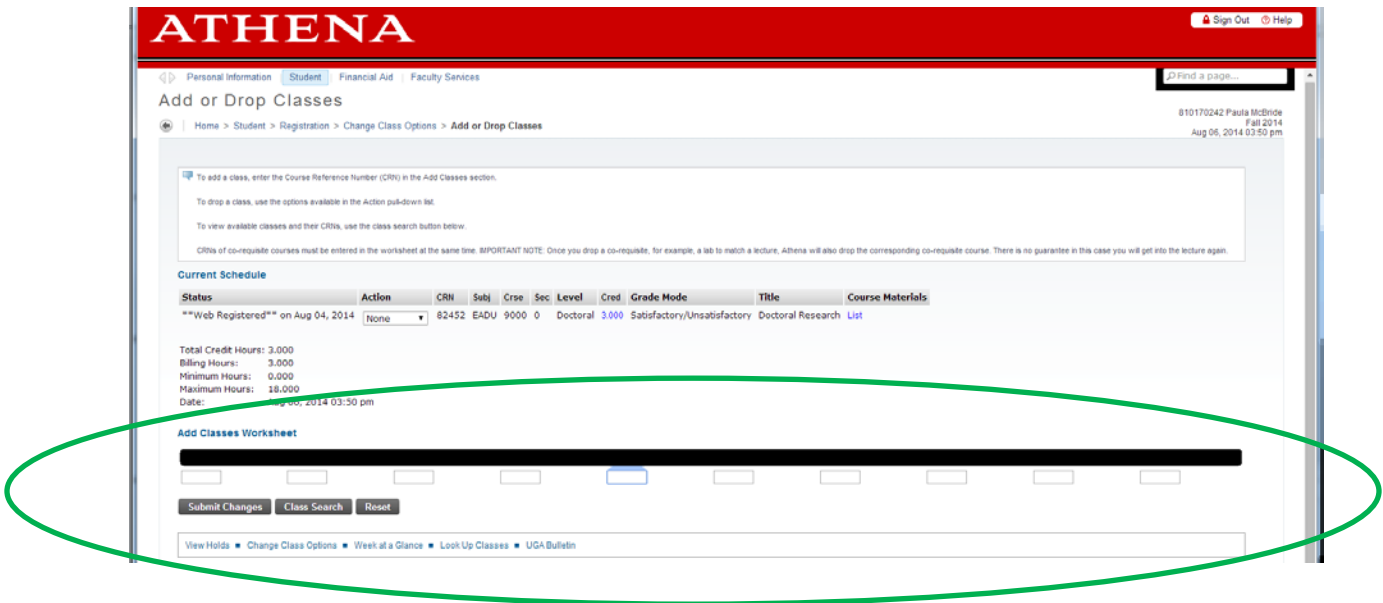 ATHENA
Sign Out Help
Personal Information Student Financial Aid Faculty Services
Find a page...
Add or Drop Classes
Home > Student > Registration > Change Class Options > Add or Drop Classes
810170242 Paula McBride
Fall 2014
Aug 06, 2014 03:50 pm
To add a class, enter the Course Reference Number (CRN) in the Add Classes section.
To drop a class, use the options available in the Action pull-down list.
To view available classes and their CRNs, use the class search button below.
CRNs of co-requisite courses must be entered in the worksheet at the same time. IMPORTANT NOTE: Once you drop a co-requisite, for example, a lab to match a lecture, Athena will also drop the corresponding co-requisite course. There is no guarantee in this case you will get into the lecture again.
Current Schedule
Status Action CRN Subj Crse Sec Level Cred Grade Mode Title Course Materials
**Web Registered** on Aug 04, 2014 None 82452 EADU 9000 0 Doctoral 3.000 Satisfactory/Unsatisfactory Doctoral Research List
Total Credit Hours: 3.000
Billing Hours: 3.000
Minimum Hours: 0.000
Maximum Hours: 18.000
Date: Aug 06, 2014 03:50 pm
Add Classes Worksheet
Submit Changes Class Search Reset
View Holds ■ Change Class Options ■ Week at a Glance ■ Look Up Classes ■ UGA Bulletin